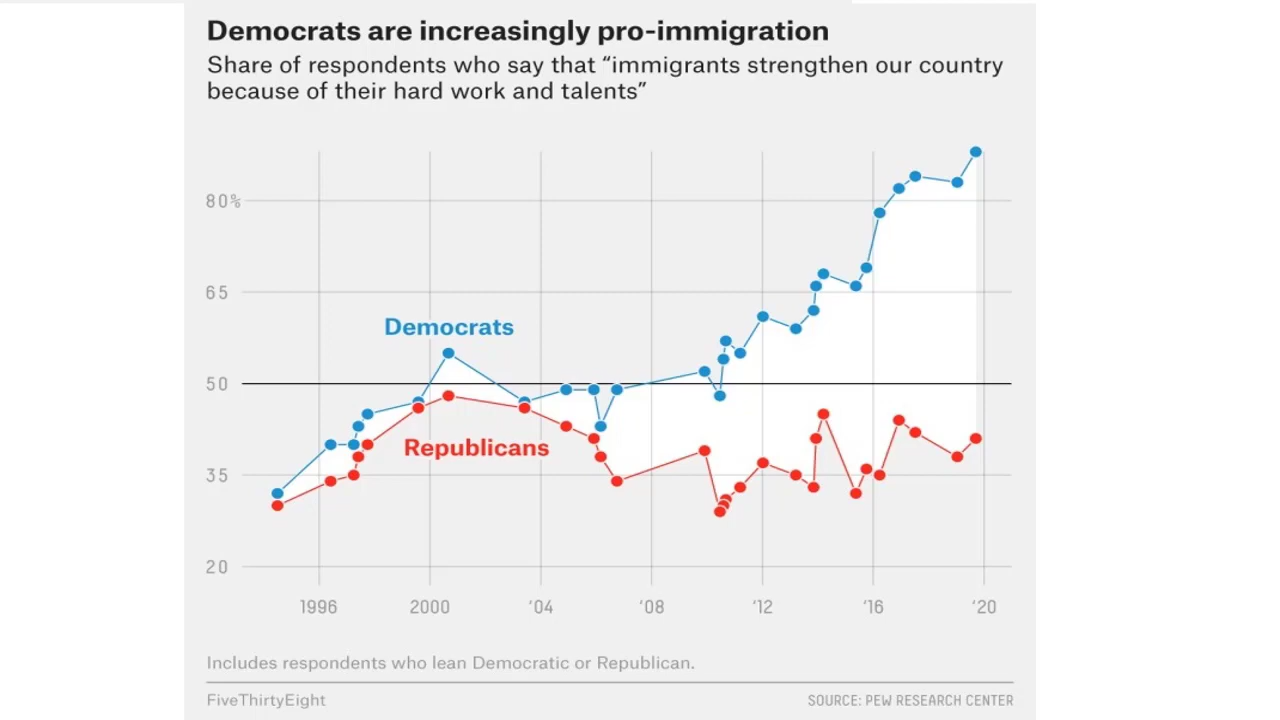 Democrats are increasingly pro-immigration
Share of respondents who say that “immigrants strengthen our country
because of their hard work and talents”
80%
65
Democrats
50
Republicans
35
20
1996 2000 ‘04 ‘08 ‘12 ‘16 ‘20
Includes respondents who lean Democratic or Republican.
FiveThirtyEight SOURCE: PEW RESEARCH CENTER